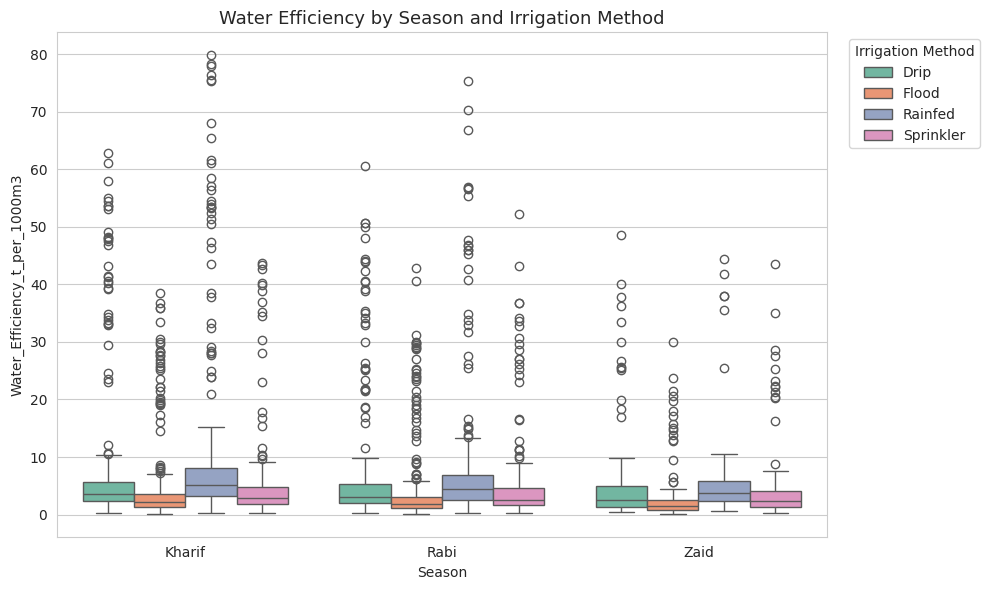 Water Efficiency by Season and Irrigation Method
Water_Efficiency_t_per_1000m3
80
70
60
50
40
30
20
10
0
Kharif
Rabi
Zaid
Season
Irrigation Method
Drip
Flood
Rainfed
Sprinkler